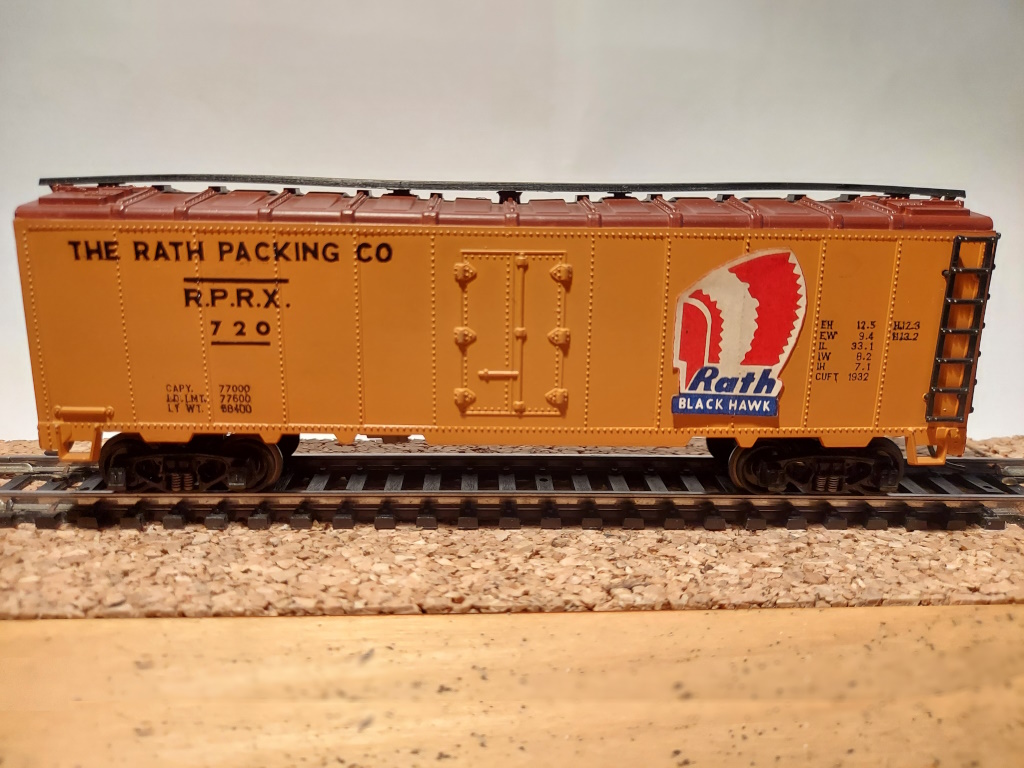 THE RATH PACKING CO
R.P.R.X.
720
CAPY. 77000
LD.LMT. 77600
LT WT. 68400
Rath
BLACK HAWK
EH 12.5
EW 9.4
IL 33.1
IW 8.2
IH 7.1
CUFT 1932